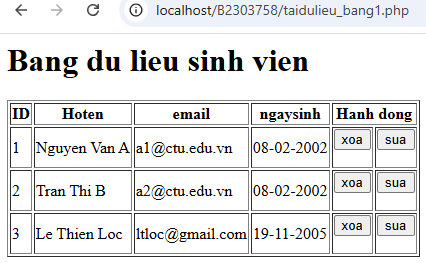 localhost/B2303758/taidulieu_bang1.php
Bang du lieu sinh vien
ID Hoten email ngaysinh Hanh dong
1 Nguyen Van A a1@ctu.edu.vn 08-02-2002 xoa sua
2 Tran Thi B a2@ctu.edu.vn 08-02-2002 xoa sua
3 Le Thien Loc ltloc@gmail.com 19-11-2005 xoa sua